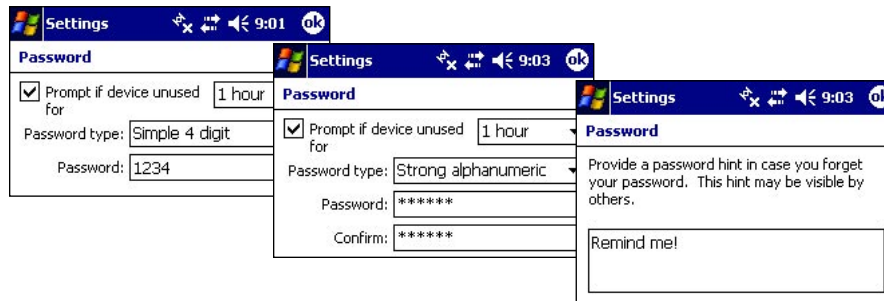 Settings 9:01 ok
Password
Prompt if device unused for 1 hour
Password type: Simple 4 digit
Password: 1234
Settings 9:03 ok
Password
Prompt if device unused for 1 hour
Password type: Strong alphanumeric
Password: ******
Confirm: ******
Settings 9:03 ok
Password
Provide a password hint in case you forget
your password. This hint may be visible by
others.
Remind me!